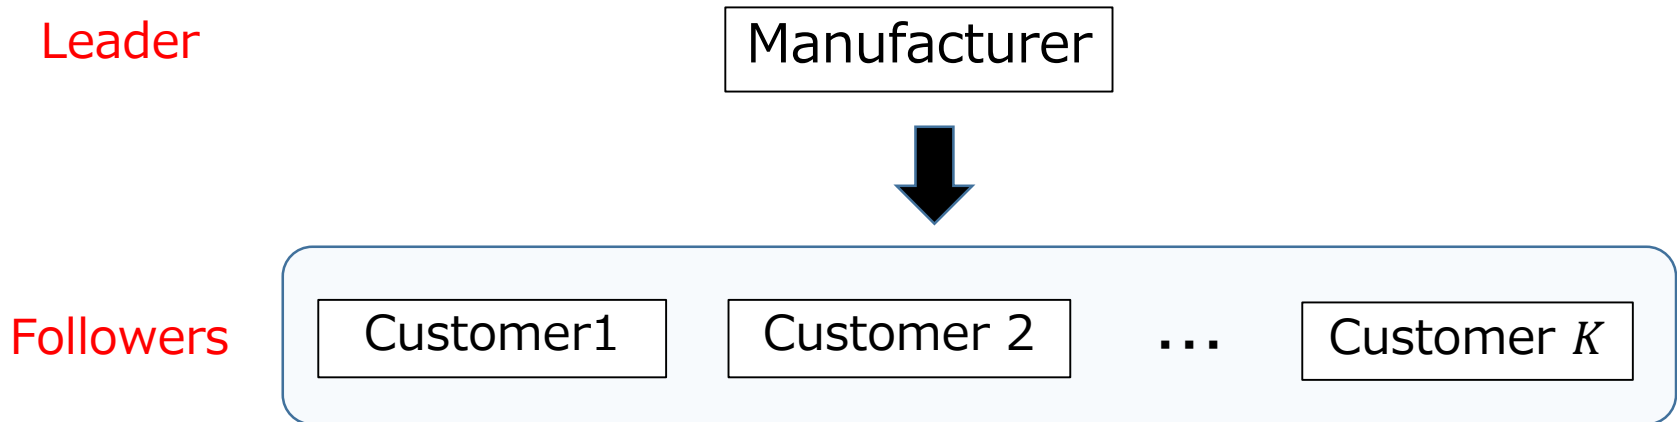 Leader
Manufacturer
Followers
Customer1
Customer 2
...
Customer K